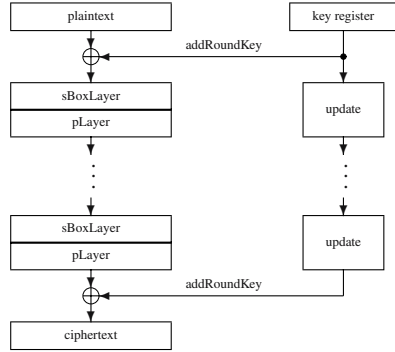 plaintext
key register
addRoundKey
sBoxLayer
pLayer
update
sBoxLayer
pLayer
update
addRoundKey
ciphertext